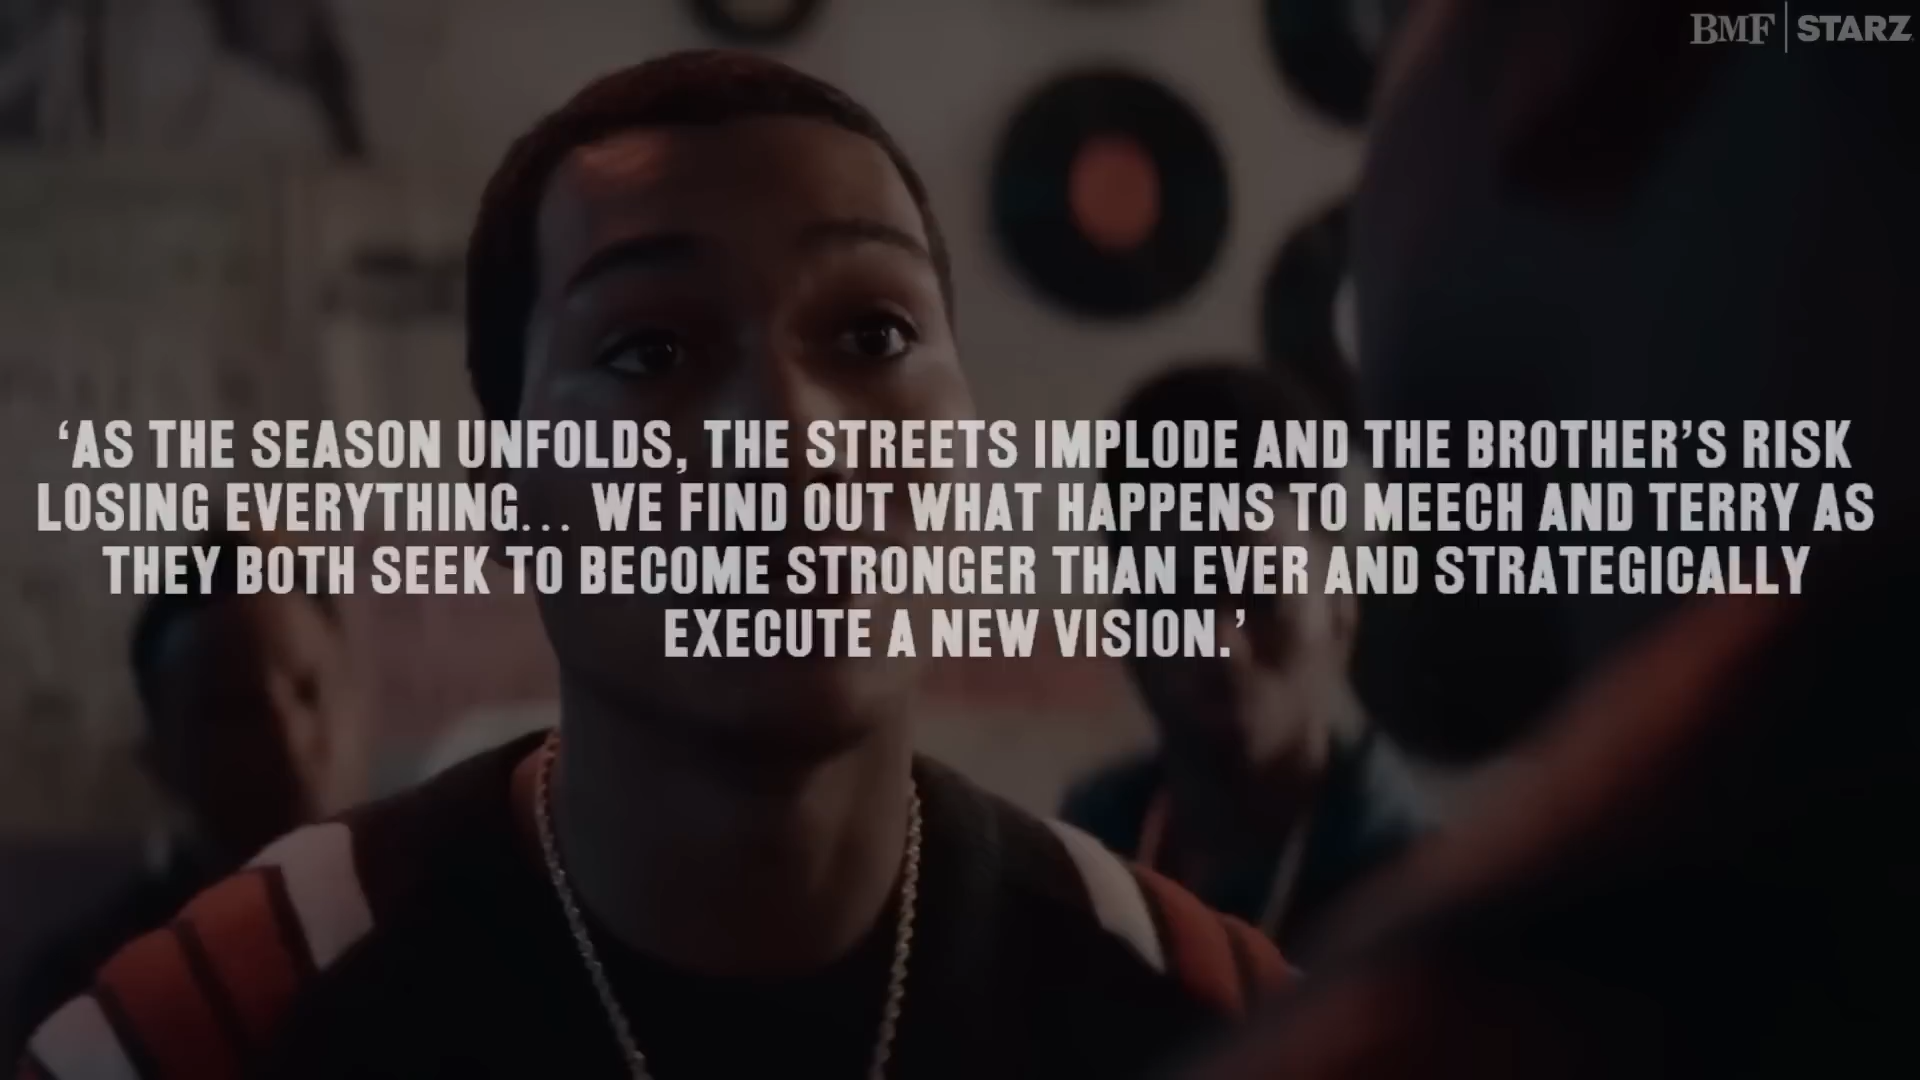 BMF | STARZ
‘AS THE SEASON UNFOLDS, THE STREETS IMPLODE AND THE BROTHER’S RISK
LOSING EVERYTHING... WE FIND OUT WHAT HAPPENS TO MEECH AND TERRY AS
THEY BOTH SEEK TO BECOME STRONGER THAN EVER AND STRATEGICALLY
EXECUTE A NEW VISION.’